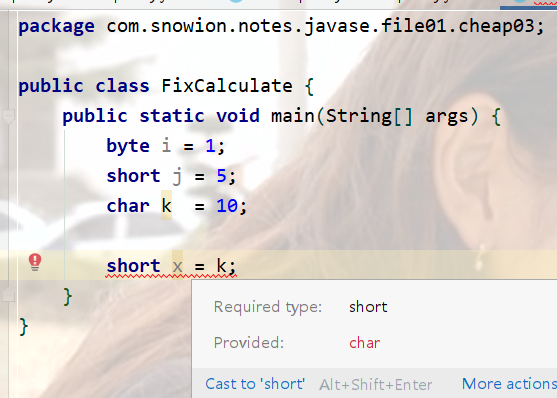 package com.snowion.notes.javase.file01.cheap03;
public class FixCalculate {
public static void main(String[] args) {
byte i = 1;
short j = 5;
char k  = 10;
short x = k;
}
}
Required type: short
Provided: char
Cast to 'short' Alt+Shift+Enter More actions